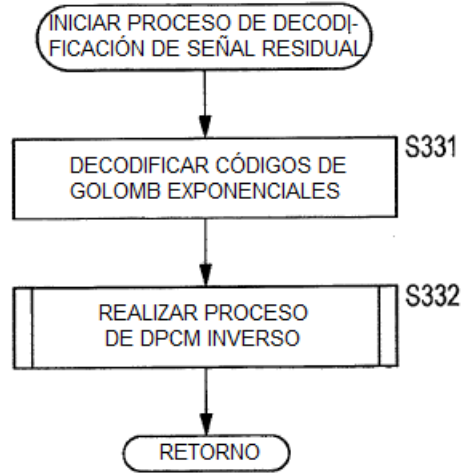 INICIAR PROCESO DE DECODI-
FICACIÓN DE SEÑAL RESIDUAL
S331
DECODIFICAR CÓDIGOS DE
GOLOMB EXPONENCIALES
S332
REALIZAR PROCESO
DE DPCM INVERSO
RETORNO